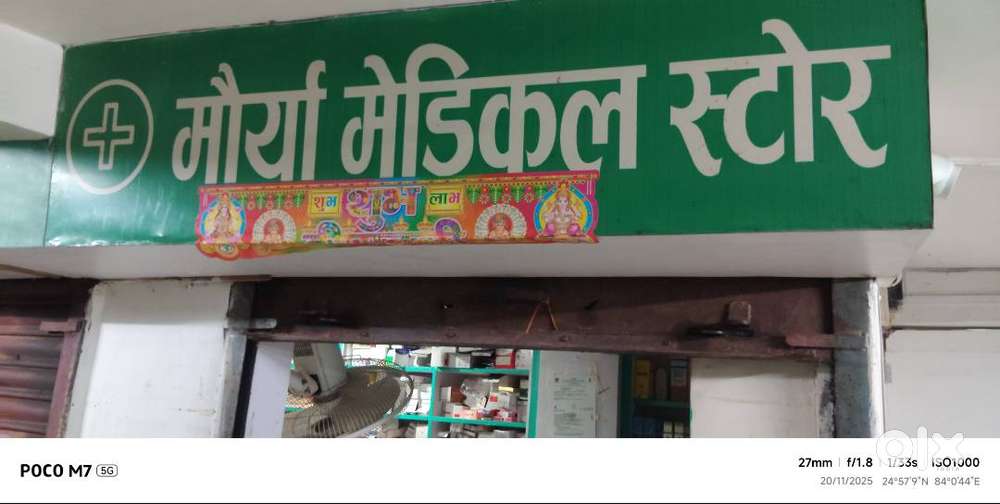 मौर्या मेडिकल स्टोर
शुभ शुभ लाभ
POCO M7 5G
27mm | f/1.8 | 1/33s | ISO1000
20/11/2025 24°57'9"N 84°0'44"E
olx